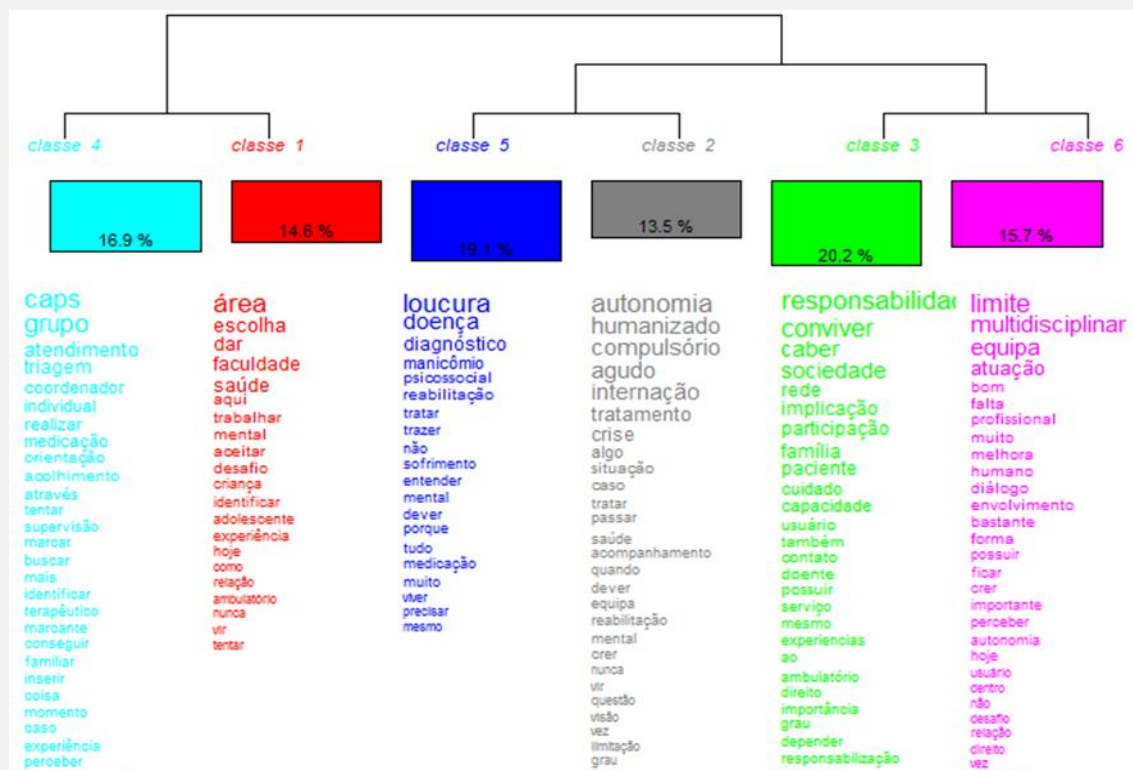 classe 4
classe 1
classe 5
classe 2
classe 3
classe 6
16.9 %
14.6 %
19.1 %
13.5 %
20.2 %
15.7 %
caps
grupo
atendimento
triagem
coordenador
individual
realizar
medicação
orientação
acolhimento
através
tentar
supervisão
marcar
buscar
mais
identificar
terapêutico
marcante
conseguir
familiar
inserir
coisa
momento
caso
experiência
perceber
área
escolha
dar
faculdade
saúde
aqui
trabalhar
mental
aceitar
desafio
criança
identificar
adolescente
experiência
hoje
como
relação
ambulatório
nunca
vir
tentar
loucura
doença
diagnóstico
manicômio
psicossocial
reabilitação
tratar
trazer
não
sofrimento
entender
mental
dever
porque
tudo
medicação
muito
viver
precisar
mesmo
autonomia
humanizado
compulsório
agudo
internação
tratamento
crise
algo
situação
caso
tratar
passar
saúde
acompanhamento
quando
dever
equipa
reabilitação
mental
crer
nunca
vir
questão
visão
vez
limitação
grau
responsabilidad
conviver
caber
sociedade
rede
implicação
participação
família
paciente
cuidado
capacidade
usuário
também
contato
doente
possuir
serviço
mesmo
experiencias
ao
ambulatório
direito
importância
grau
depender
responsabilização
limite
multidisciplinar
equipa
atuação
bom
falta
profissional
muito
melhora
humano
diálogo
envolvimento
bastante
forma
possuir
ficar
crer
importante
perceber
autonomia
hoje
usuário
dentro
não
desafio
relação
direito
vez